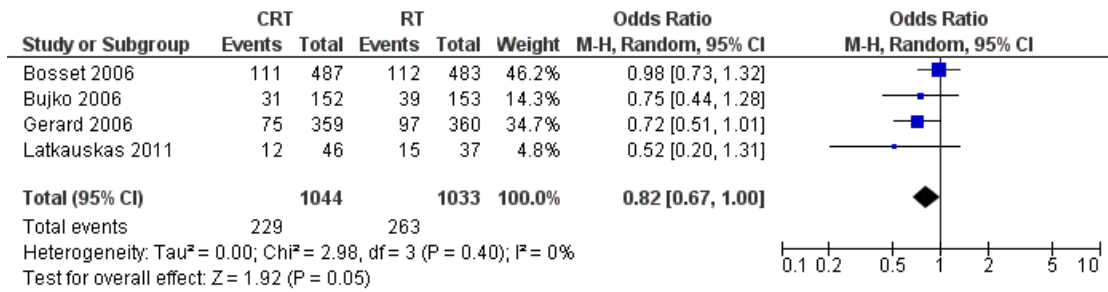 CRT RT Odds Ratio Odds Ratio
Study or Subgroup Events Total Events Total Weight M-H, Random, 95% CI M-H, Random, 95% CI
Bosset 2006 111 487 112 483 46.2% 0.98 [0.73, 1.32]
Bujko 2006 31 152 39 153 14.3% 0.75 [0.44, 1.28]
Gerard 2006 75 359 97 360 34.7% 0.72 [0.51, 1.01]
Latkauskas 2011 12 46 15 37 4.8% 0.52 [0.20, 1.31]
Total (95% CI) 1044 1033 100.0% 0.82 [0.67, 1.00]
Total events 229 263
Heterogeneity: Tau² = 0.00; Chi² = 2.98, df = 3 (P = 0.40); I² = 0%
Test for overall effect: Z = 1.92 (P = 0.05)
0.1 0.2 0.5 1 2 5 10